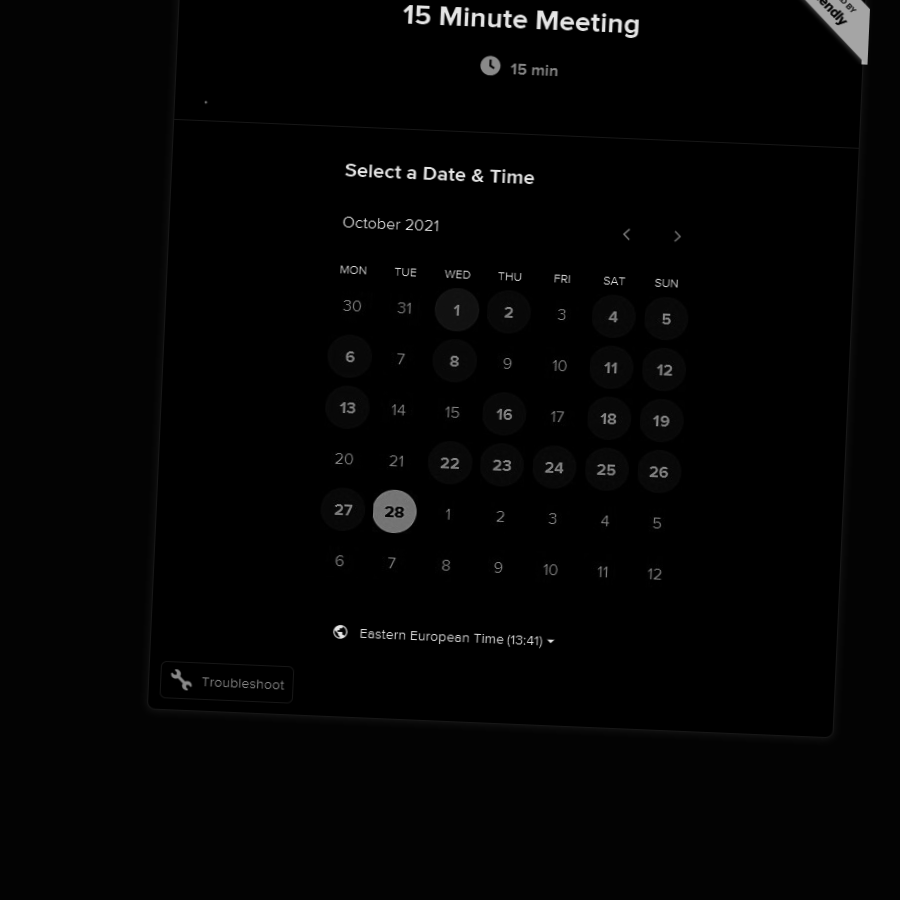 15 Minute Meeting
15 min
.
Select a Date & Time
October 2021
MON TUE WED THU FRI SAT SUN
30 31 1 2 3 4 5
6 7 8 9 10 11 12
13 14 15 16 17 18 19
20 21 22 23 24 25 26
27 28 1 2 3 4 5
6 7 8 9 10 11 12
Eastern European Time (13:41)
Troubleshoot